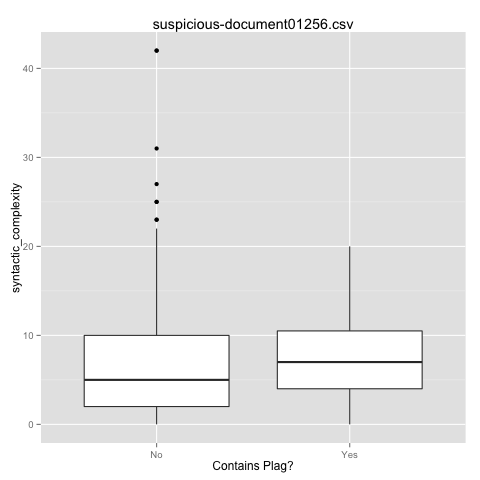 suspicious-document01256.csv
syntactic_complexity
40
30
20
10
0
No Yes
Contains Plag?